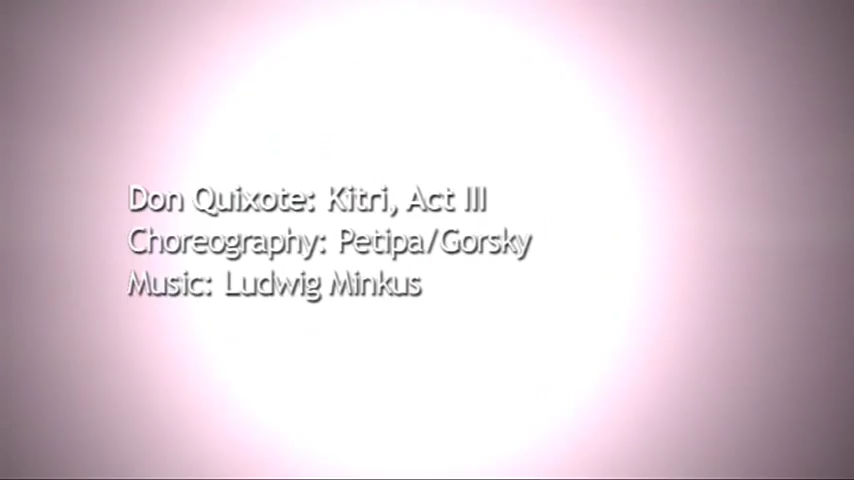 Don Quixote: Kitri, Act III
Choreography: Petipa/Gorsky
Music: Ludwig Minkus